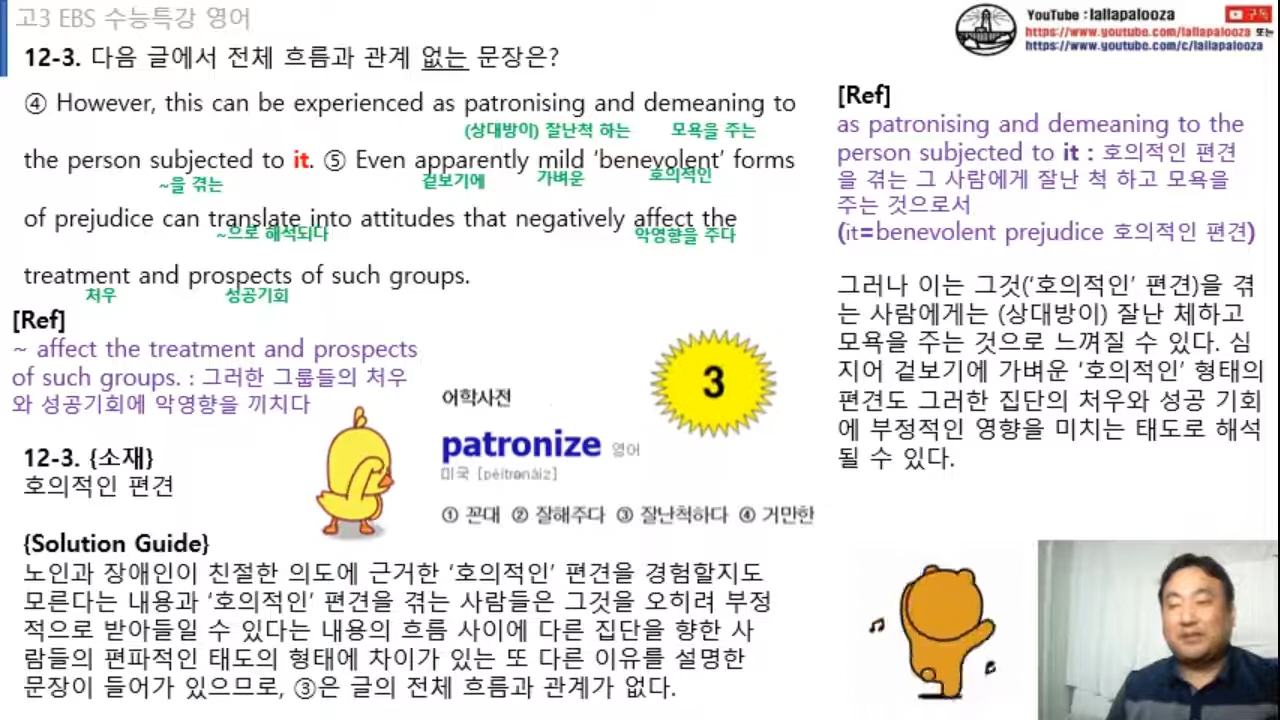 고3 EBS 수능특강 영어
YouTube : lallapalooza
구독
https://www.youtube.com/lallapalooza 또는
https://www.youtube.com/c/lallapalooza
12-3. 다음 글에서 전체 흐름과 관계 없는 문장은?
④ However, this can be experienced as patronising and demeaning to
(상대방이) 잘난척 하는 모욕을 주는
the person subjected to it. ⑤ Even apparently mild ‘benevolent’ forms
~을 겪는 겉보기에 가벼운 호의적인
of prejudice can translate into attitudes that negatively affect the
~으로 해석되다 악영향을 주다
treatment and prospects of such groups.
처우 성공기회
[Ref]
~ affect the treatment and prospects
of such groups. : 그러한 그룹들의 처우
와 성공기회에 악영향을 끼치다
12-3. {소재}
호의적인 편견
어학사전
patronize 영어
미국 [péitrənàiz]
① 꼰대 ② 잘해주다 ③ 잘난척하다 ④ 거만한
3
{Solution Guide}
노인과 장애인이 친절한 의도에 근거한 ‘호의적인’ 편견을 경험할지도
모른다는 내용과 ‘호의적인’ 편견을 겪는 사람들은 그것을 오히려 부정
적으로 받아들일 수 있다는 내용의 흐름 사이에 다른 집단을 향한 사
람들의 편파적인 태도의 형태에 차이가 있는 또 다른 이유를 설명한
문장이 들어가 있으므로, ③은 글의 전체 흐름과 관계가 없다.
[Ref]
as patronising and demeaning to the
person subjected to it : 호의적인 편견
을 겪는 그 사람에게 잘난 척 하고 모욕을
주는 것으로서
(it=benevolent prejudice 호의적인 편견)
그러나 이는 그것(‘호의적인’ 편견)을 겪
는 사람에게는 (상대방이) 잘난 체하고
모욕을 주는 것으로 느껴질 수 있다. 심
지어 겉보기에 가벼운 ‘호의적인’ 형태의
편견도 그러한 집단의 처우와 성공 기회
에 부정적인 영향을 미치는 태도로 해석
될 수 있다.